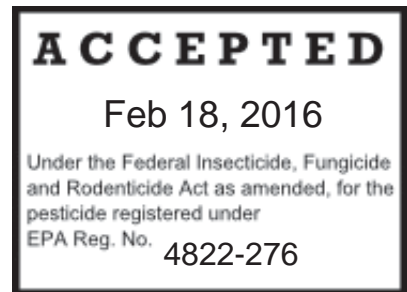 ACCEPTED
Feb 18, 2016
Under the Federal Insecticide, Fungicide
and Rodenticide Act as amended, for the
pesticide registered under
EPA Reg. No. 4822-276